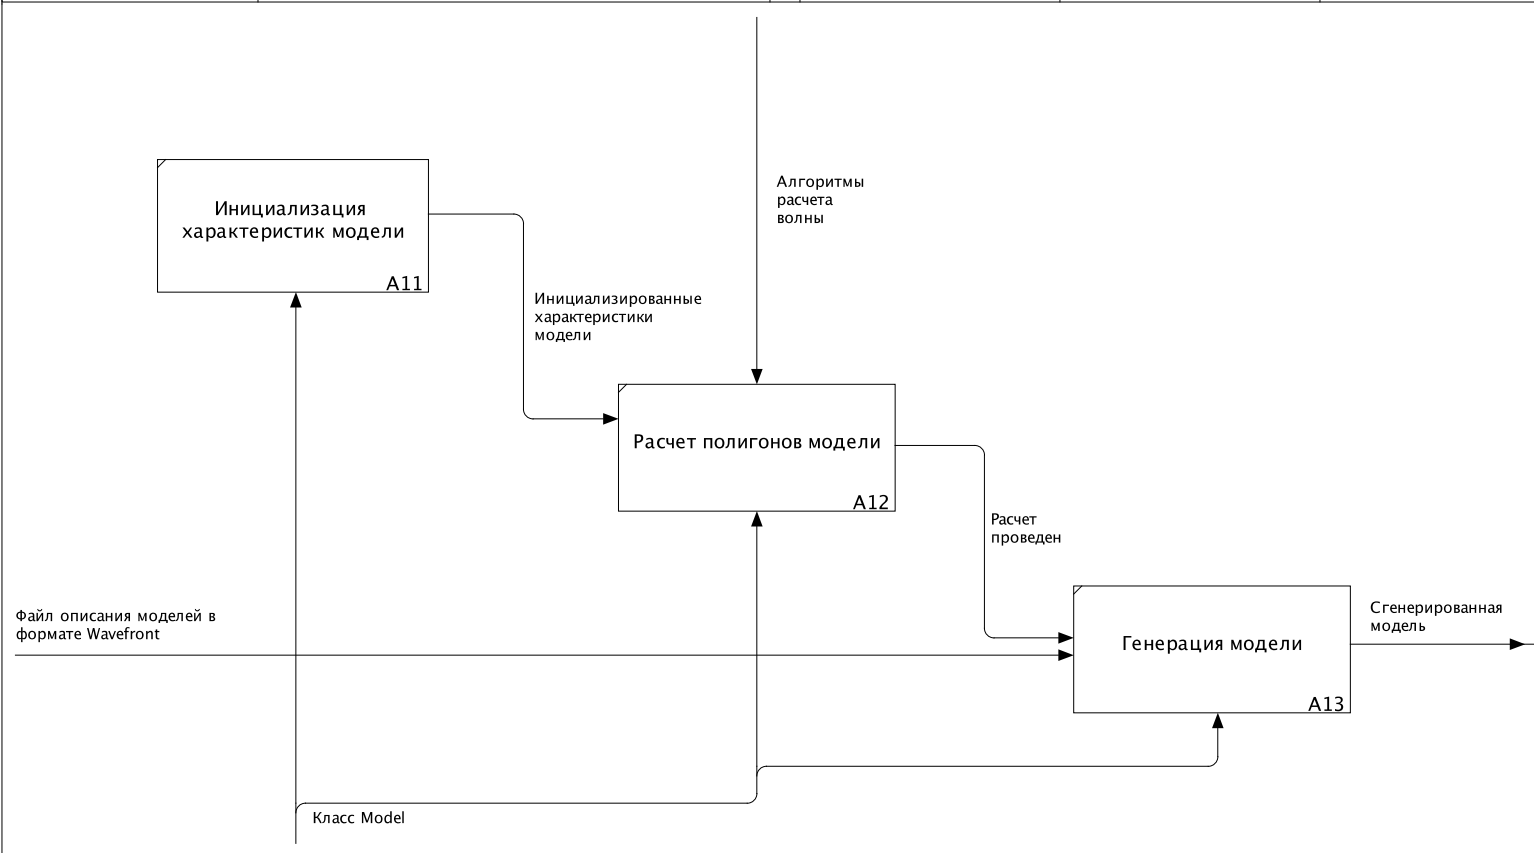 Алгоритмы
расчета
волны
Инициализация
характеристик модели
A11
Инициализированные
характеристики
модели
Расчет полигонов модели
A12
Расчет
проведен
Файл описания моделей в
формате Wavefront
Генерация модели
A13
Сгенерированная
модель
Класс Model